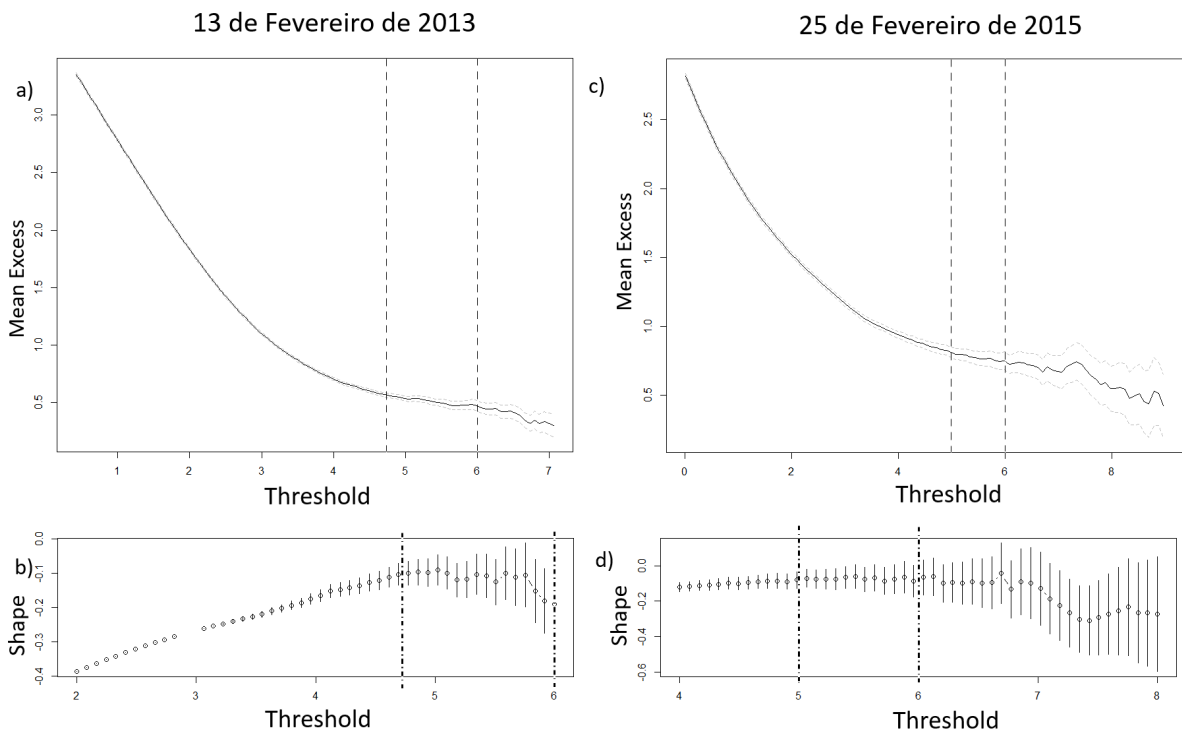 13 de Fevereiro de 2013
25 de Fevereiro de 2015
a)
Mean Excess
3.0
2.5
2.0
1.5
1.0
0.5
1 2 3 4 5 6 7
Threshold
c)
Mean Excess
2.5
2.0
1.5
1.0
0.5
0 2 4 6 8
Threshold
b)
Shape
0.0
-0.1
-0.2
-0.3
-0.4
2 3 4 5 6
Threshold
d)
Shape
0.0
-0.2
-0.4
-0.6
4 5 6 7 8
Threshold